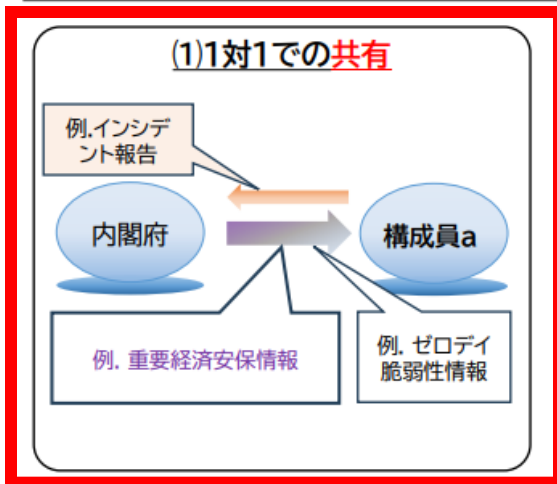 (1)1対1での共有
例.インシデ
ント報告
内閣府
構成員a
例. 重要経済安保情報
例. ゼロデイ
脆弱性情報